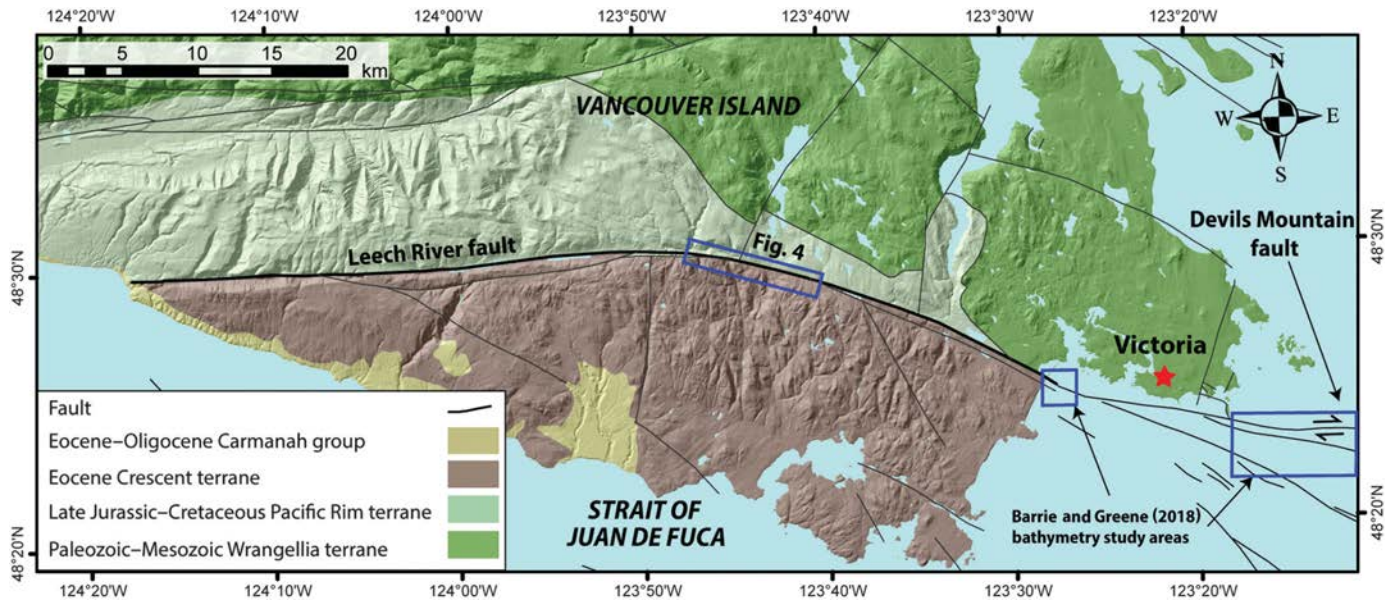 124°20'W 124°10'W 124°00'W 123°50'W 123°40'W 123°30'W 123°20'W
0 5 10 15 20
km
VANCOUVER ISLAND
N
W E
S
Devils Mountain
fault
48°30'N
48°30'N
Leech River fault
Fig. 4
Victoria
Fault
Eocene–Oligocene Carmanah group
Eocene Crescent terrane
Late Jurassic–Cretaceous Pacific Rim terrane
Paleozoic–Mesozoic Wrangellia terrane
STRAIT OF
JUAN DE FUCA
Barrie and Greene (2018)
bathymetry study areas
48°20'N
48°20'N
124°20'W 124°10'W 124°00'W 123°50'W 123°40'W 123°30'W 123°20'W